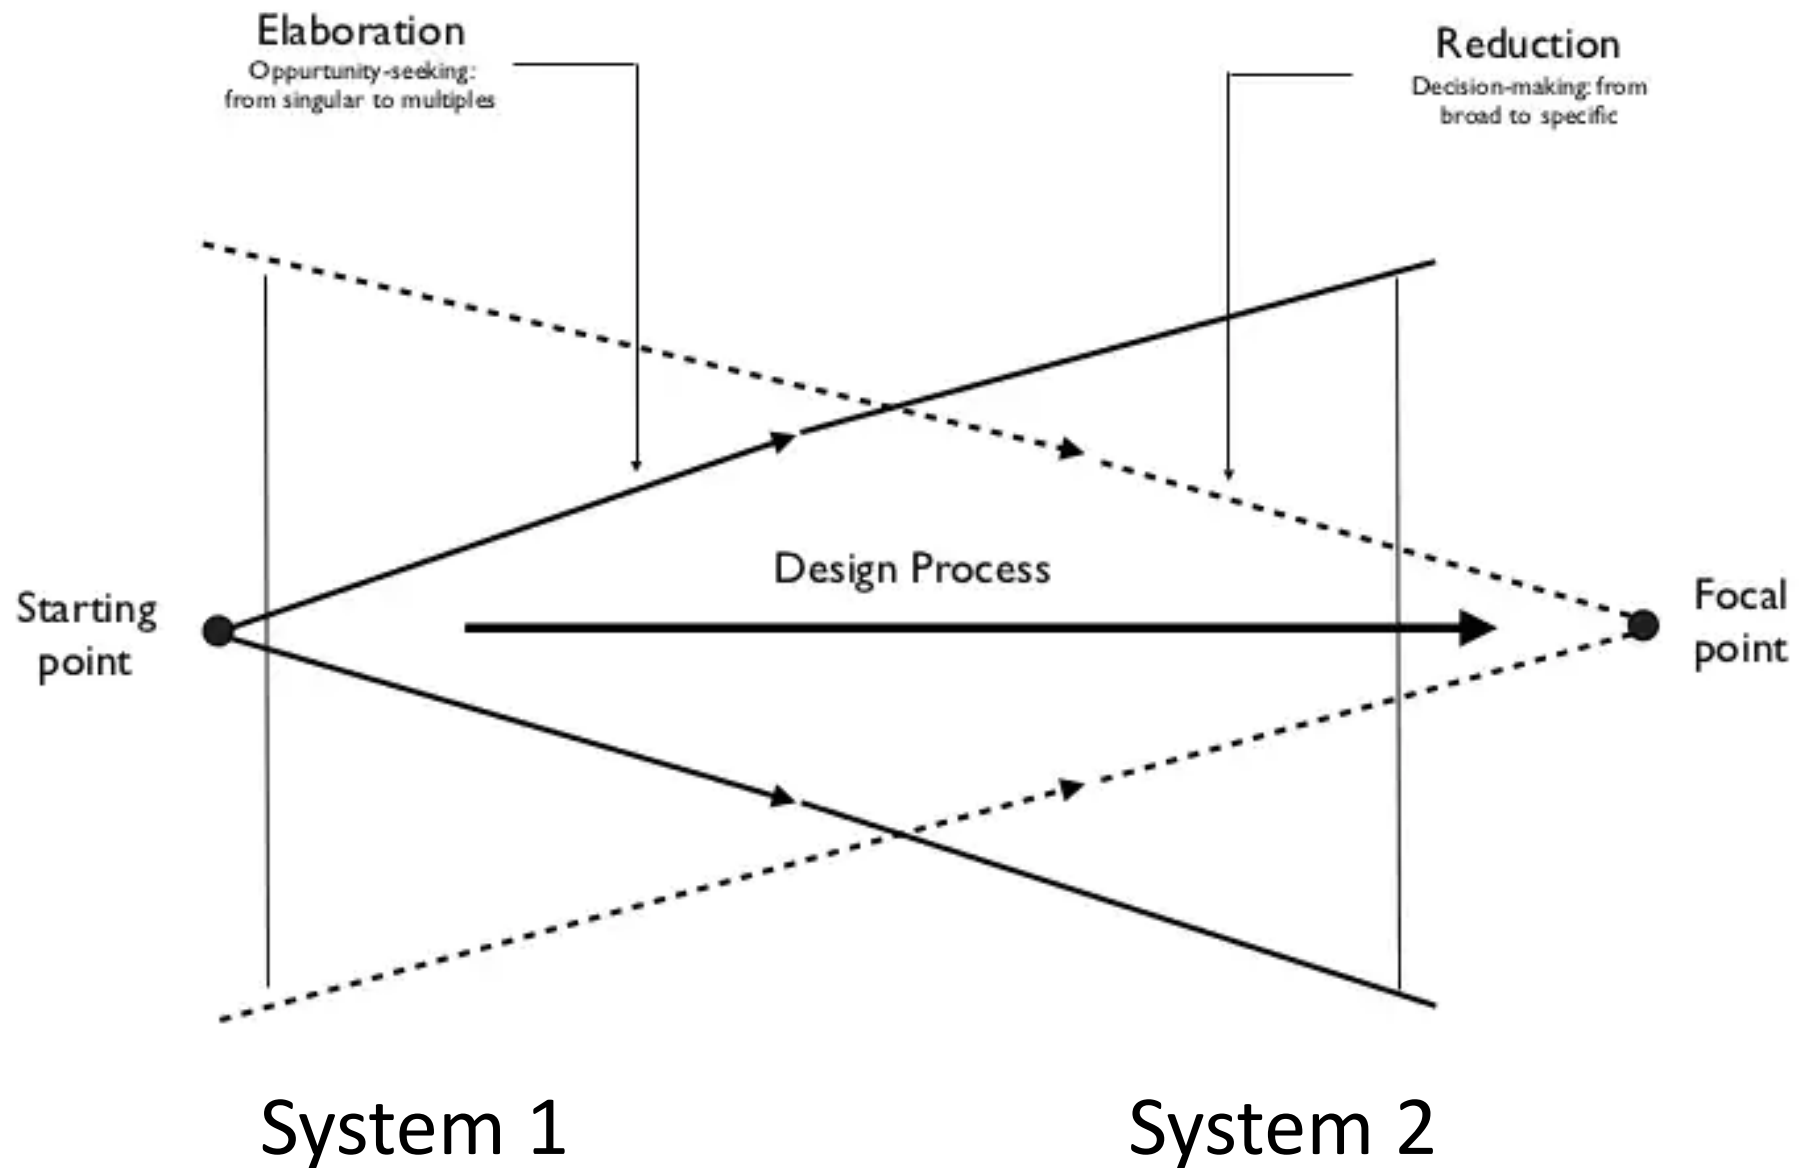 Elaboration
Oppurtunity-seeking:
from singular to multiples
Reduction
Decision-making: from
broad to specific
Design Process
Starting
point
Focal
point
System 1
System 2